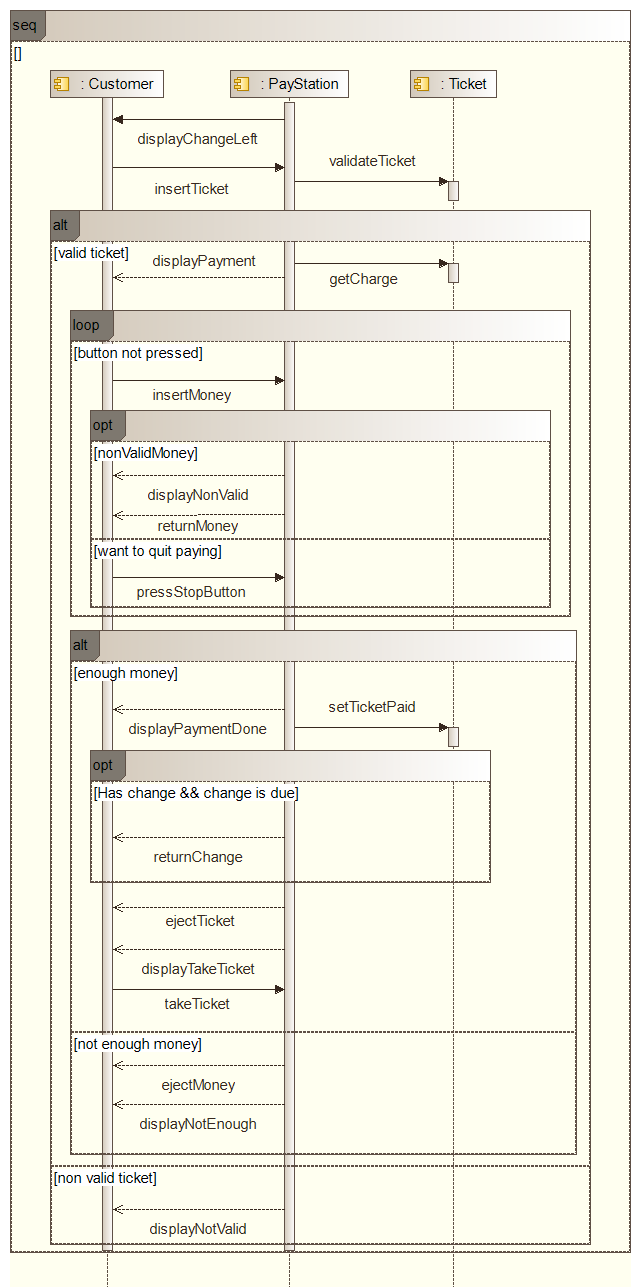 seq
[]
: Customer
: PayStation
: Ticket
displayChangeLeft
validateTicket
insertTicket
alt
[valid ticket]
displayPayment
getCharge
loop
[button not pressed]
insertMoney
opt
[nonValidMoney]
displayNonValid
returnMoney
[want to quit paying]
pressStopButton
alt
[enough money]
setTicketPaid
displayPaymentDone
opt
[Has change && change is due]
returnChange
ejectTicket
displayTakeTicket
takeTicket
[not enough money]
ejectMoney
displayNotEnough
[non valid ticket]
displayNotValid